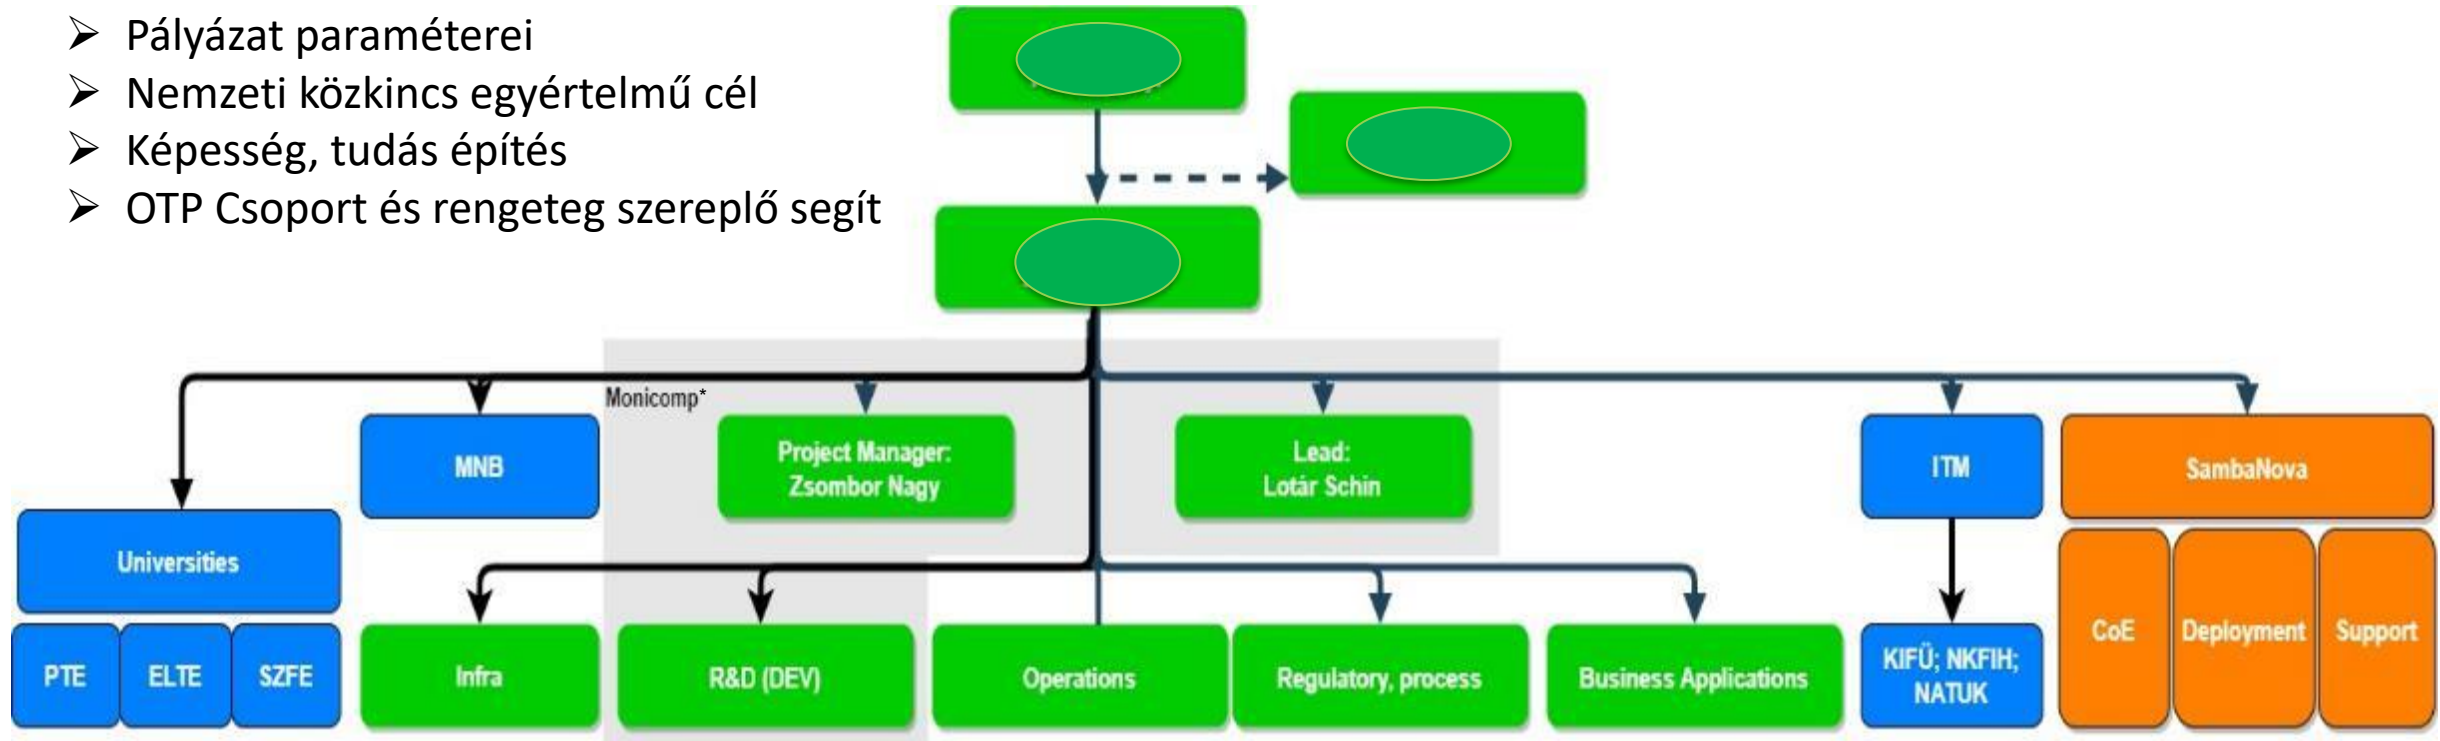 ➢ Pályázat paraméterei
➢ Nemzeti közkincs egyértelmű cél
➢ Képesség, tudás építés
➢ OTP Csoport és rengeteg szereplő segít
Monicomp*
MNB
Project Manager:
Zsombor Nagy
Lead:
Lotár Schin
ITM
SambaNova
Universities
PTE
ELTE
SZFE
Infra
R&D (DEV)
Operations
Regulatory, process
Business Applications
KIFÜ; NKFIH;
NATUK
CoE
Deployment
Support